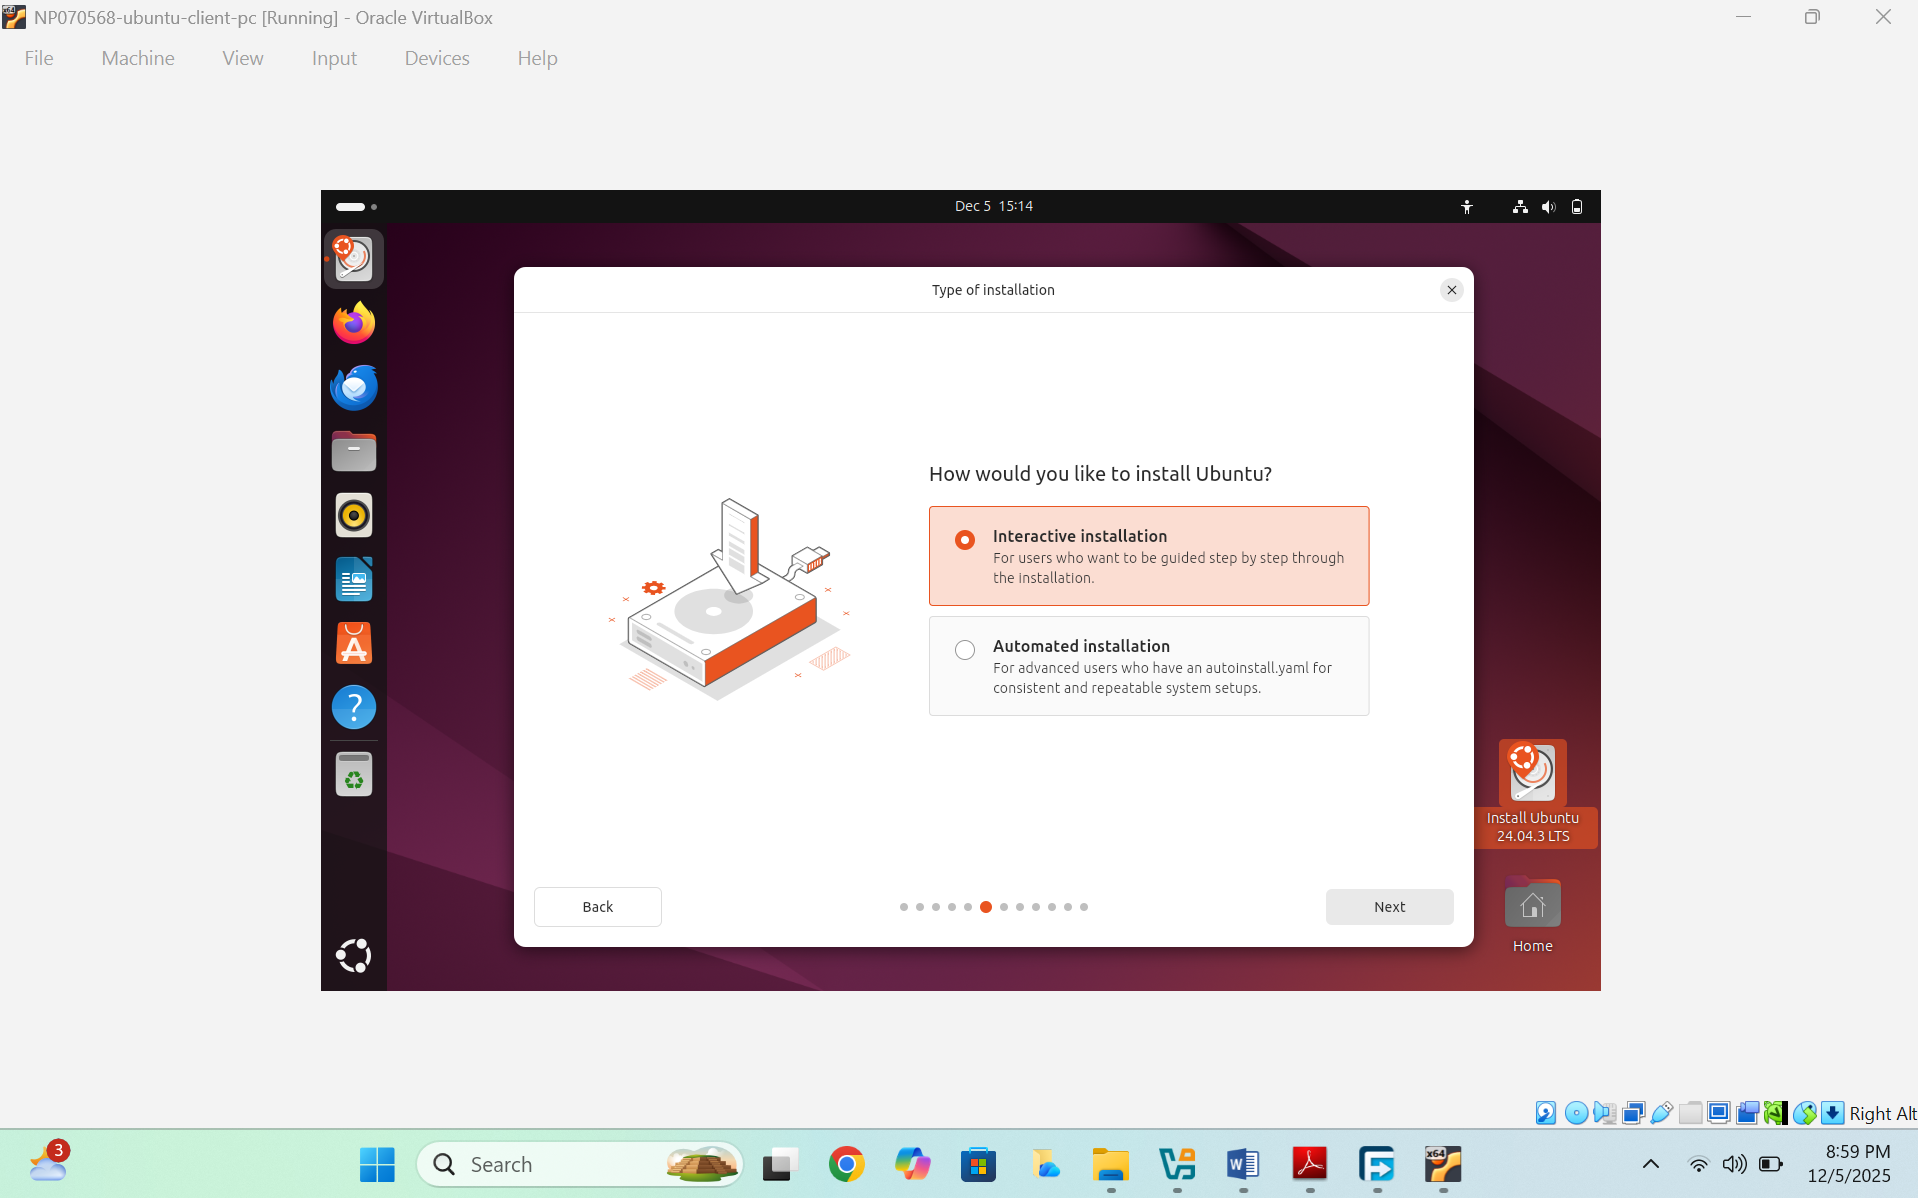 NP070568-ubuntu-client-pc [Running] - Oracle VirtualBox
File Machine View Input Devices Help
Dec 5 15:14
Type of installation
How would you like to install Ubuntu?
Interactive installation
For users who want to be guided step by step through
the installation.
Automated installation
For advanced users who have an autoinstall.yaml for
consistent and repeatable system setups.
Install Ubuntu
24.04.3 LTS
Back
Next
Home
Right Alt
3
Search
x64
8:59 PM
12/5/2025